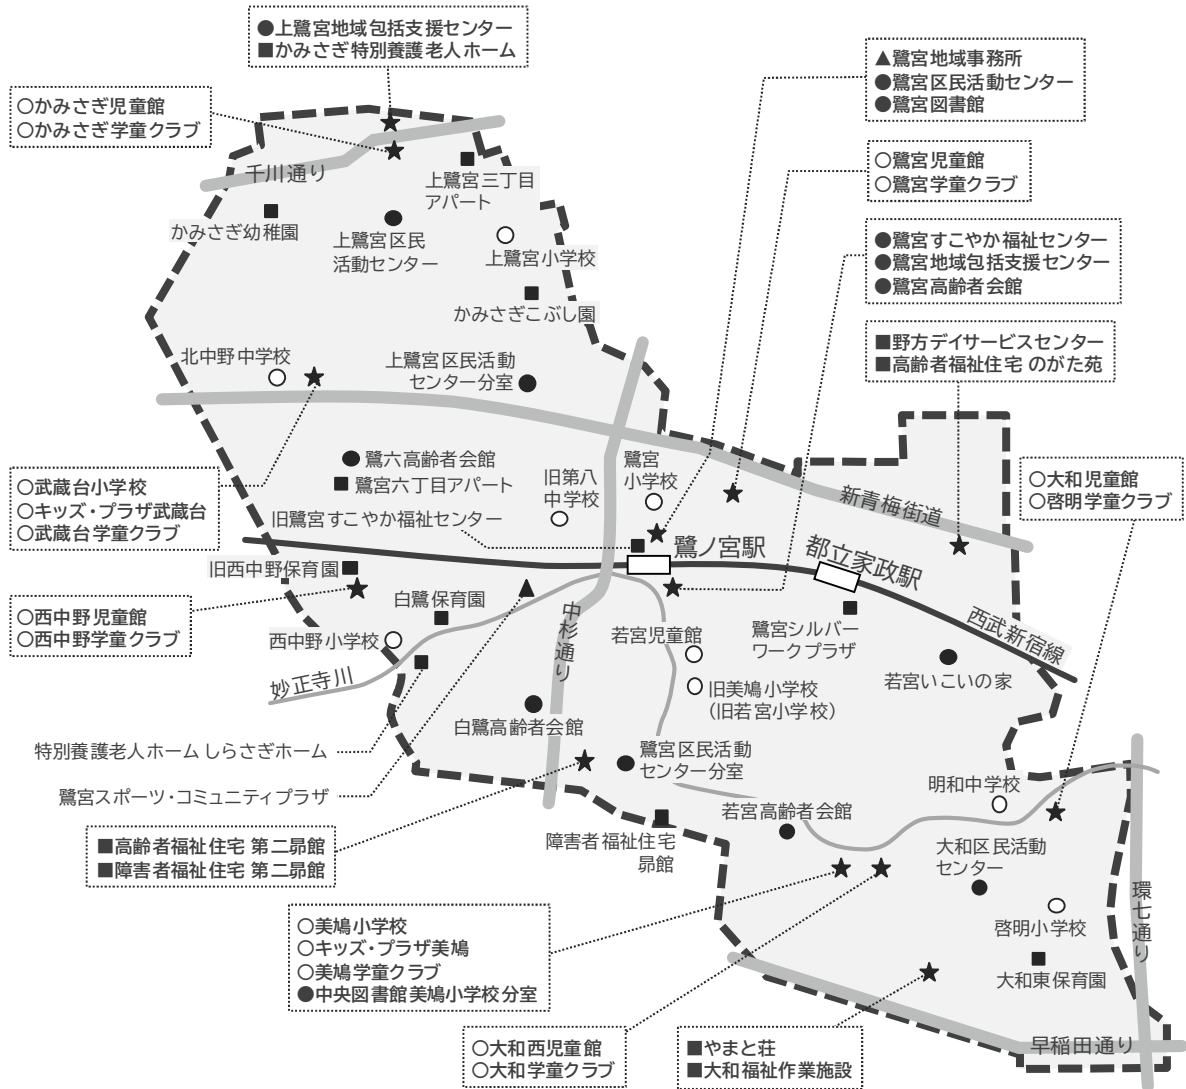 ●上鷺宮地域包括支援センター
■かみさぎ特別養護老人ホーム
▲鷺宮地域事務所
●鷺宮区民活動センター
●鷺宮図書館
○かみさぎ児童館
○かみさぎ学童クラブ
○鷺宮児童館
○鷺宮学童クラブ
千川通り
上鷺宮三丁目
アパート
かみさぎ幼稚園
上鷺宮区民
活動センター
上鷺宮小学校
●鷺宮すこやか福祉センター
●鷺宮地域包括支援センター
●鷺宮高齢者会館
かみさぎこぶし園
■野方デイサービスセンター
■高齢者福祉住宅 のがた苑
北中野中学校
上鷺宮区民活動
センター分室
鷺六高齢者会館
鷺宮六丁目アパート
旧第八
中学校
鷺宮
小学校
新青梅街道
○大和児童館
○啓明学童クラブ
○武蔵台小学校
○キッズ・プラザ武蔵台
○武蔵台学童クラブ
旧鷺宮すこやか福祉センター
鷺ノ宮駅
都立家政駅
旧西中野保育園
白鷺保育園
○西中野児童館
○西中野学童クラブ
西中野小学校
中杉通り
若宮児童館
鷺宮シルバー
ワークプラザ
西武新宿線
妙正寺川
旧美鳩小学校
(旧若宮小学校)
若宮いこいの家
白鷺高齢者会館
特別養護老人ホーム しらさぎホーム
鷺宮区民活動
センター分室
鷺宮スポーツ・コミュニティプラザ
明和中学校
若宮高齢者会館
■高齢者福祉住宅 第二昴館
■障害者福祉住宅 第二昴館
障害者福祉住宅
昴館
大和区民活動
センター
環七通り
○美鳩小学校
○キッズ・プラザ美鳩
○美鳩学童クラブ
●中央図書館美鳩小学校分室
啓明小学校
大和東保育園
○大和西児童館
○大和学童クラブ
■やまと荘
■大和福祉作業施設
早稲田通り